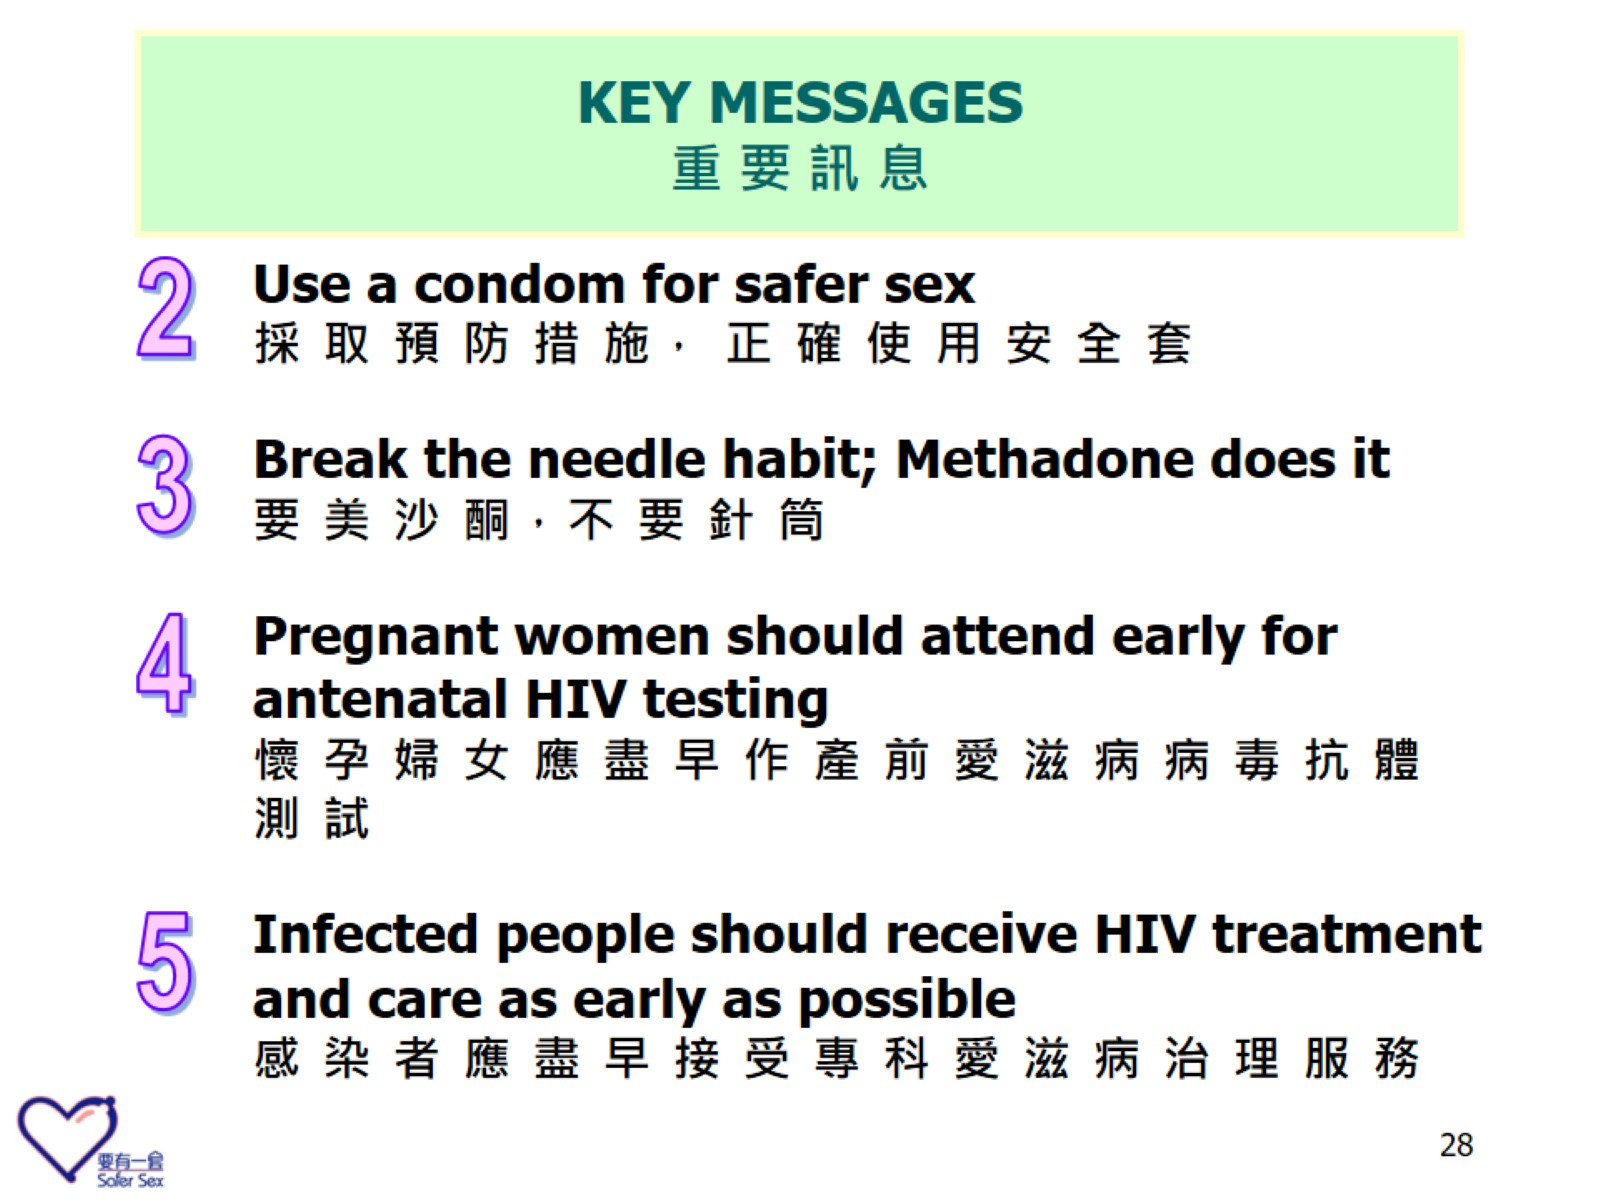 KEY MESSAGES
重要訊息
2
Use a condom for safer sex
採取預防措施，正確使用安全套
3
Break the needle habit; Methadone does it
要美沙酮，不要針筒
4
Pregnant women should attend early for
antenatal HIV testing
懷孕婦女應盡早作產前愛滋病病毒抗體
測試
5
Infected people should receive HIV treatment
and care as early as possible
感染者應盡早接受專科愛滋病治理服務
要有一套
Safer Sex
28